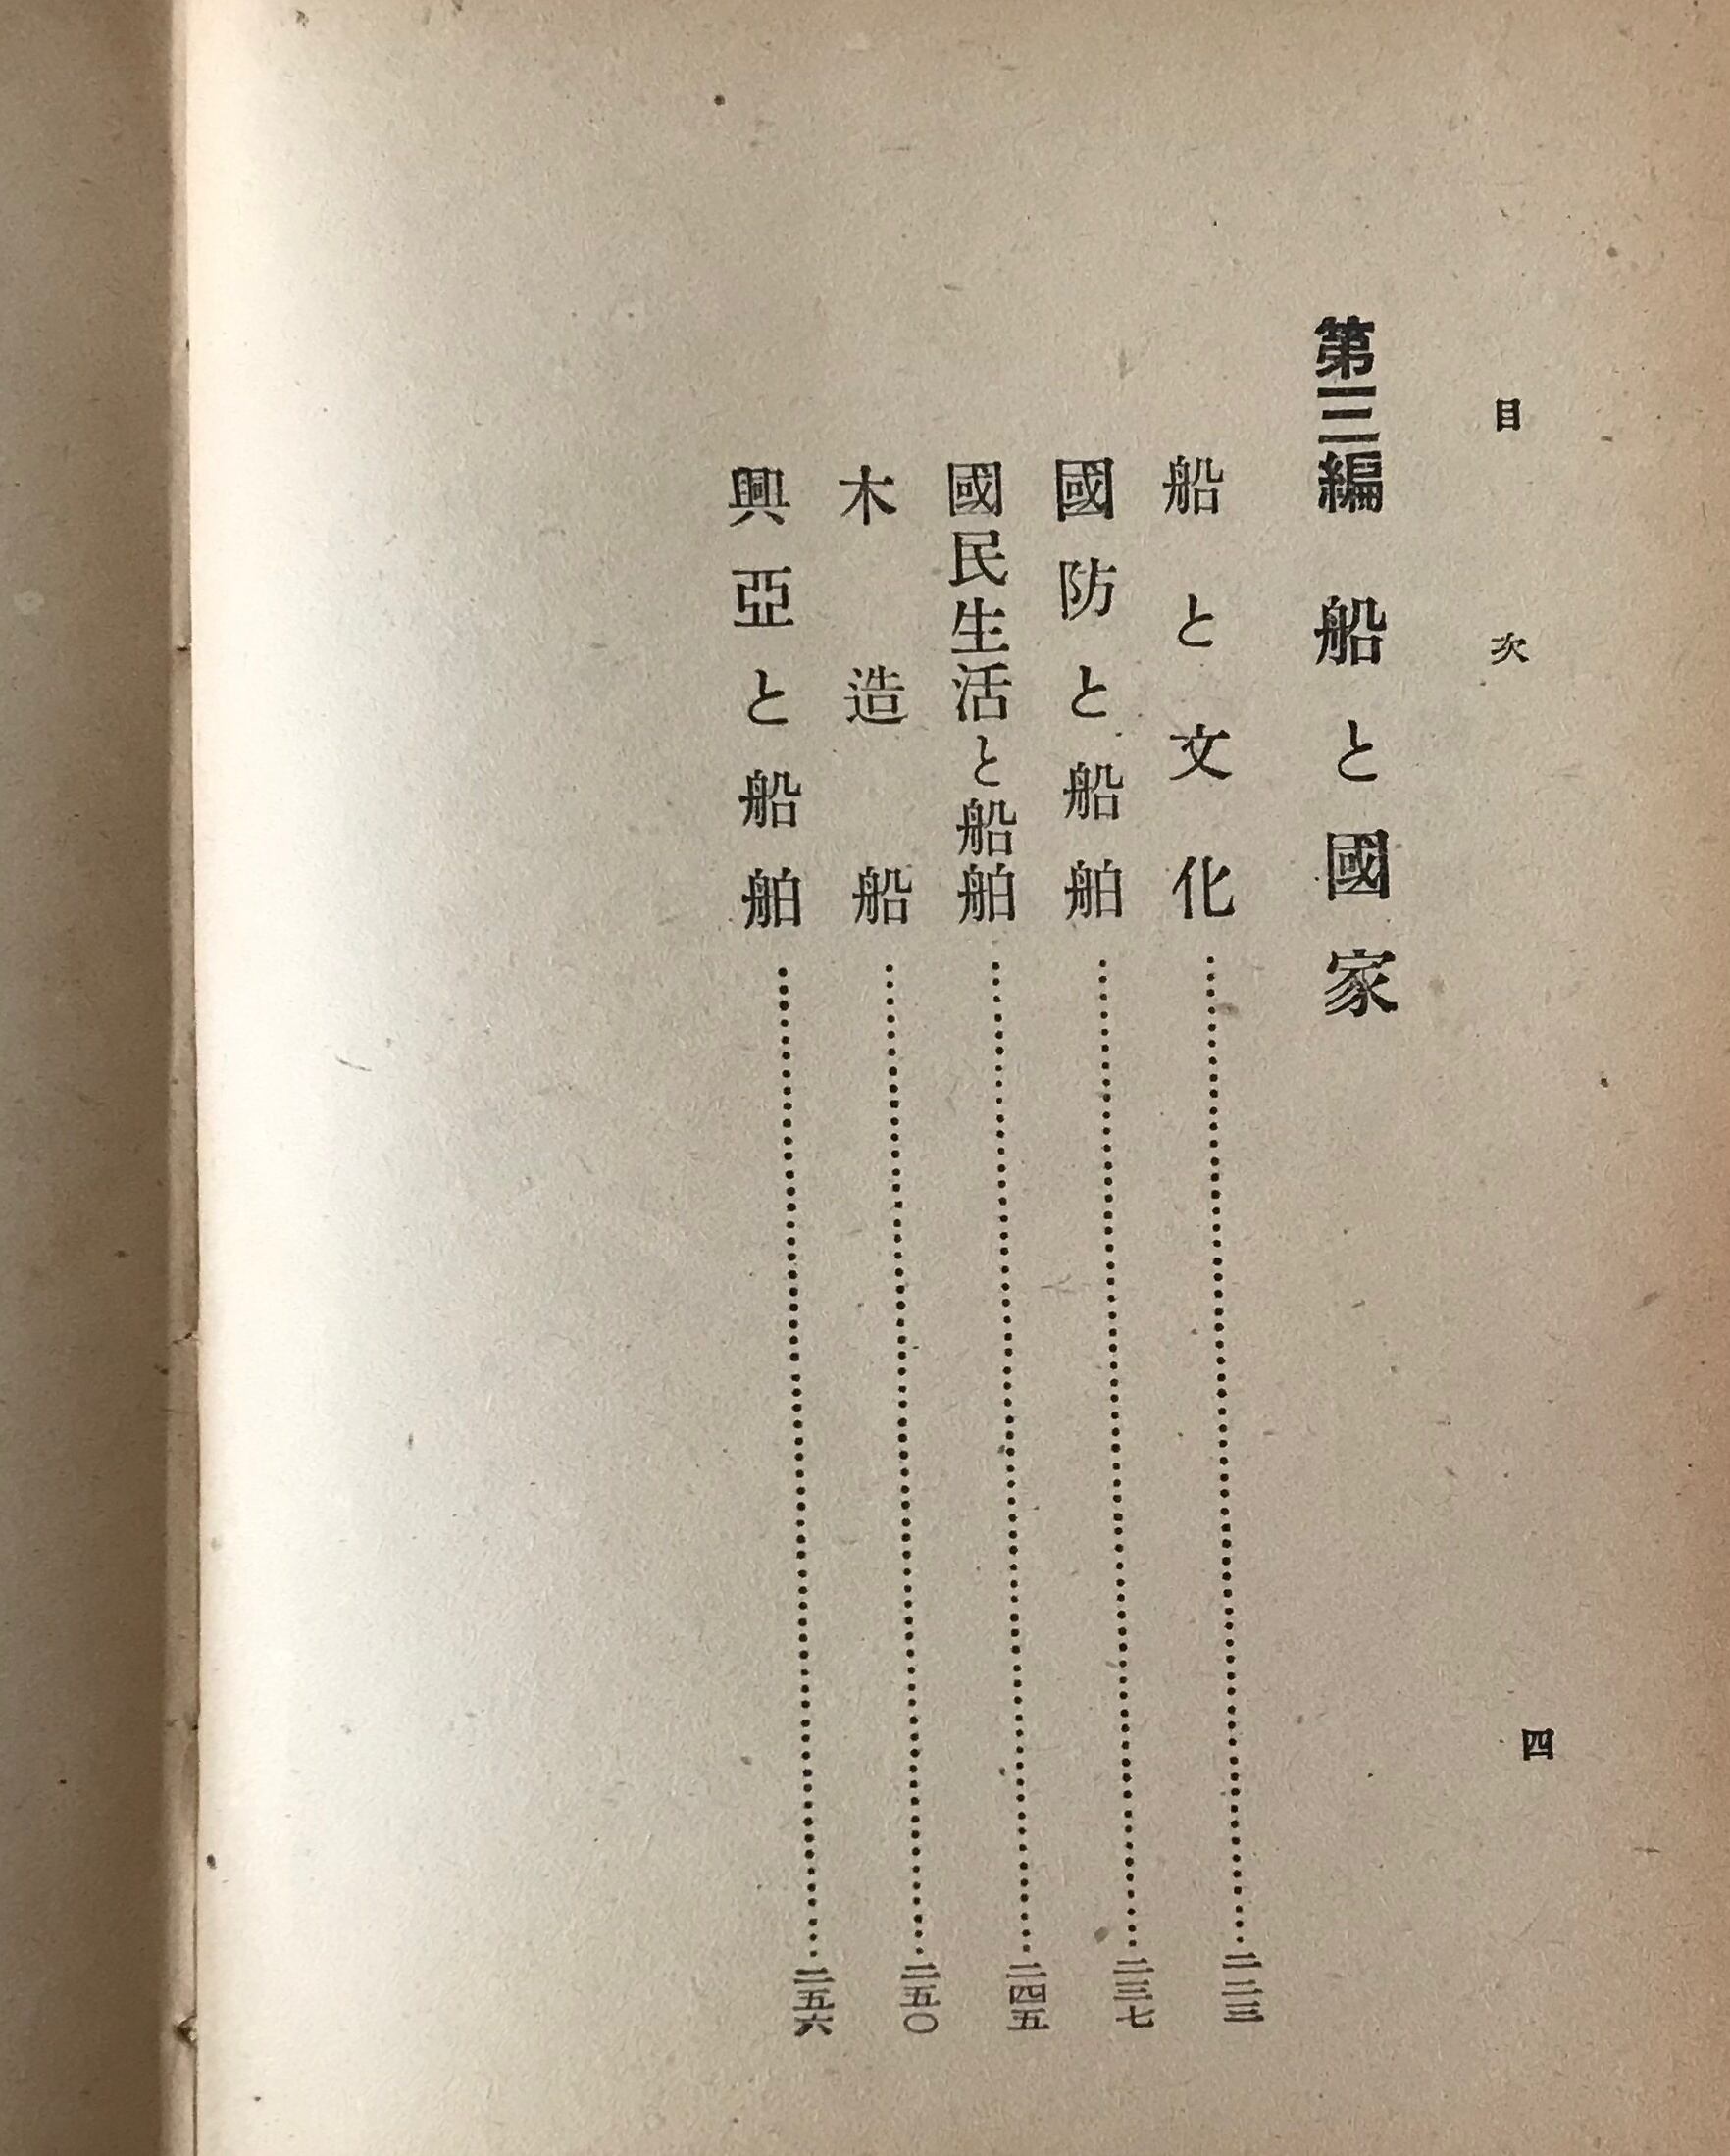 目次
四
第三編 船と國家
船と文化……二二三
國防と船舶……二三七
國民生活と船舶……二四五
木造船……二五〇
興亞と船舶……二五六